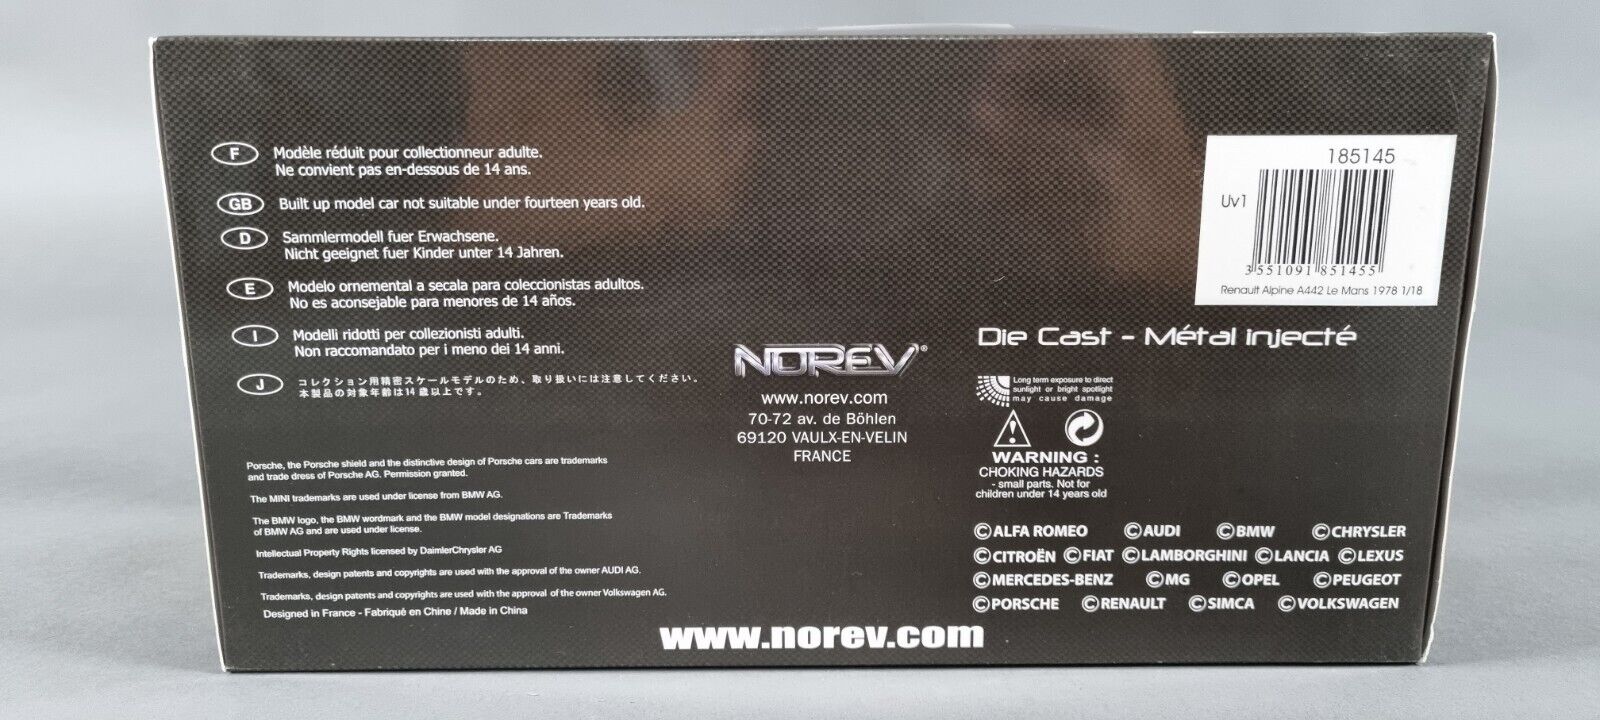 F Modèle réduit pour collectionneur adulte.
Ne convient pas en-dessous de 14 ans.
GB Built up model car not suitable under fourteen years old.
D Sammlermodell fuer Erwachsene.
Nicht geeignet fuer Kinder unter 14 Jahren.
E Modelo ornemental a secala para coleccionistas adultos.
No es aconsejable para menores de 14 años.
I Modelli ridotti per collezionisti adulti.
Non raccomandato per i meno dei 14 anni.
J コレクション用精密スケールモデルのため、取り扱いには注意してください。
本製品の対象年齢は14歳以上です。
Porsche, the Porsche shield and the distinctive design of Porsche cars are trademarks
and trade dress of Porsche AG. Permission granted.
The MINI trademarks are used under license from BMW AG.
The BMW logo, the BMW wordmark and the BMW model designations are Trademarks
of BMW AG and are used under license.
Intellectual Property Rights licensed by DaimlerChrysler AG
Trademarks, design patents and copyrights are used with the approval of the owner AUDI AG.
Trademarks, design patents and copyrights are used with the approval of the owner Volkswagen AG.
Designed in France - Fabriqué en Chine / Made in China
NOREV®
www.norev.com
70-72 av. de Böhlen
69120 VAULX-EN-VELIN
FRANCE
185145
Uv1
3 551091 851455
Renault Alpine A442 Le Mans 1978 1/18
Die Cast - Métal injecté
Long term exposure to direct
sunlight or bright spotlight
may cause damage
WARNING :
CHOKING HAZARDS
- small parts. Not for
children under 14 years old
©ALFA ROMEO ©AUDI ©BMW ©CHRYSLER
©CITROËN ©FIAT ©LAMBORGHINI ©LANCIA ©LEXUS
©MERCEDES-BENZ ©MG ©OPEL ©PEUGEOT
©PORSCHE ©RENAULT ©SIMCA ©VOLKSWAGEN
www.norev.com